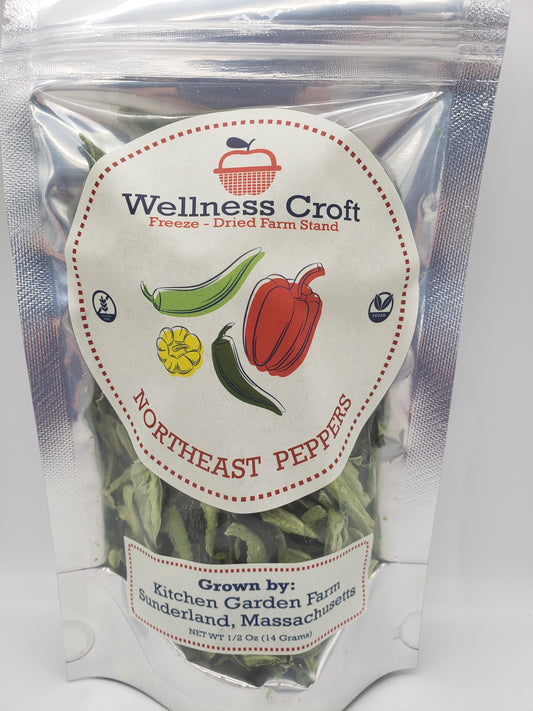 Wellness Croft
Freeze - Dried Farm Stand
VEGAN
NORTHEAST PEPPERS
Grown by:
Kitchen Garden Farm
Sunderland, Massachusetts
NET WT 1/2 Oz (14 Grams)